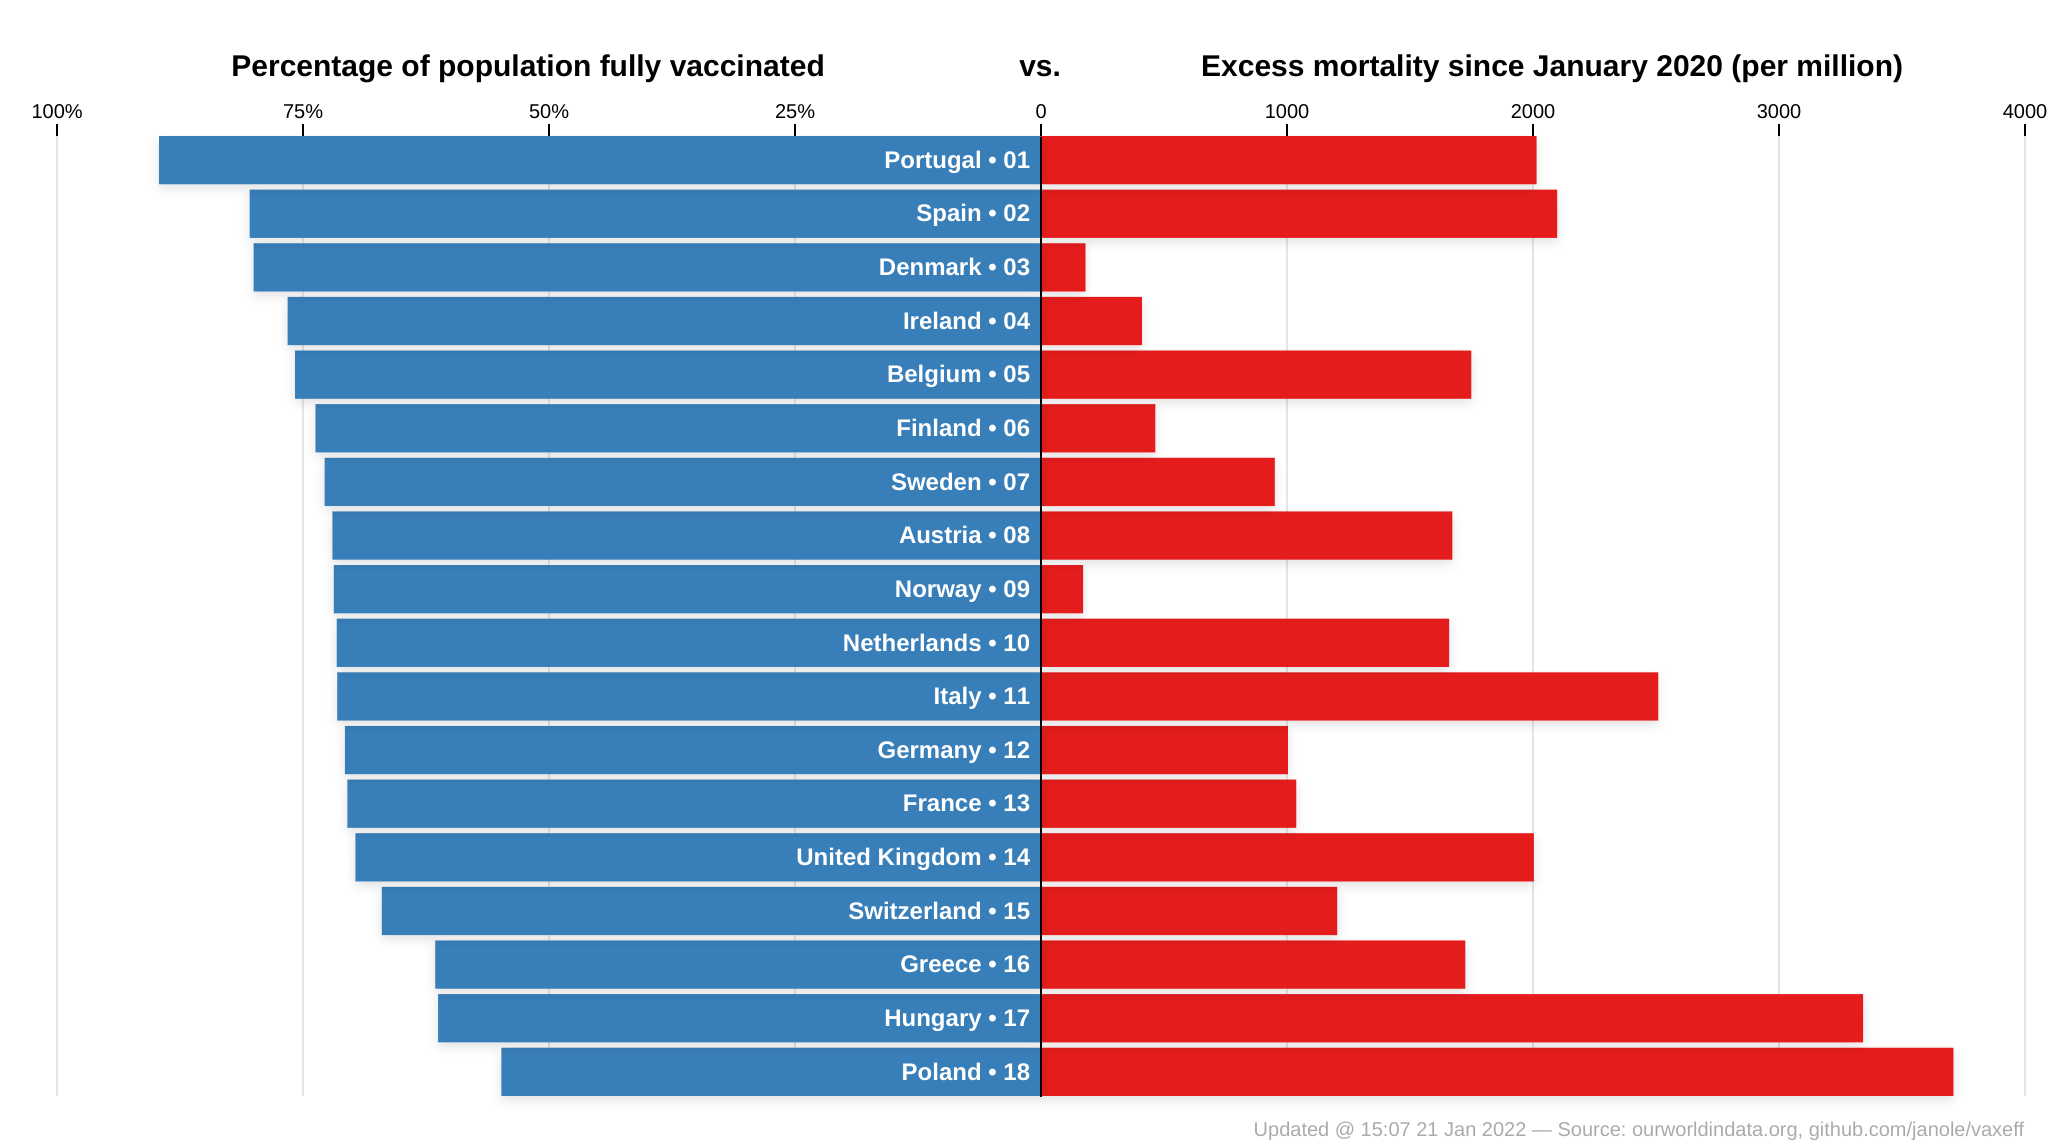 Percentage of population fully vaccinated vs. Excess mortality since January 2020 (per million)
100% 75% 50% 25% 0 1000 2000 3000 4000
Portugal • 01
Spain • 02
Denmark • 03
Ireland • 04
Belgium • 05
Finland • 06
Sweden • 07
Austria • 08
Norway • 09
Netherlands • 10
Italy • 11
Germany • 12
France • 13
United Kingdom • 14
Switzerland • 15
Greece • 16
Hungary • 17
Poland • 18
Updated @ 15:07 21 Jan 2022 — Source: ourworldindata.org, github.com/janole/vaxeff